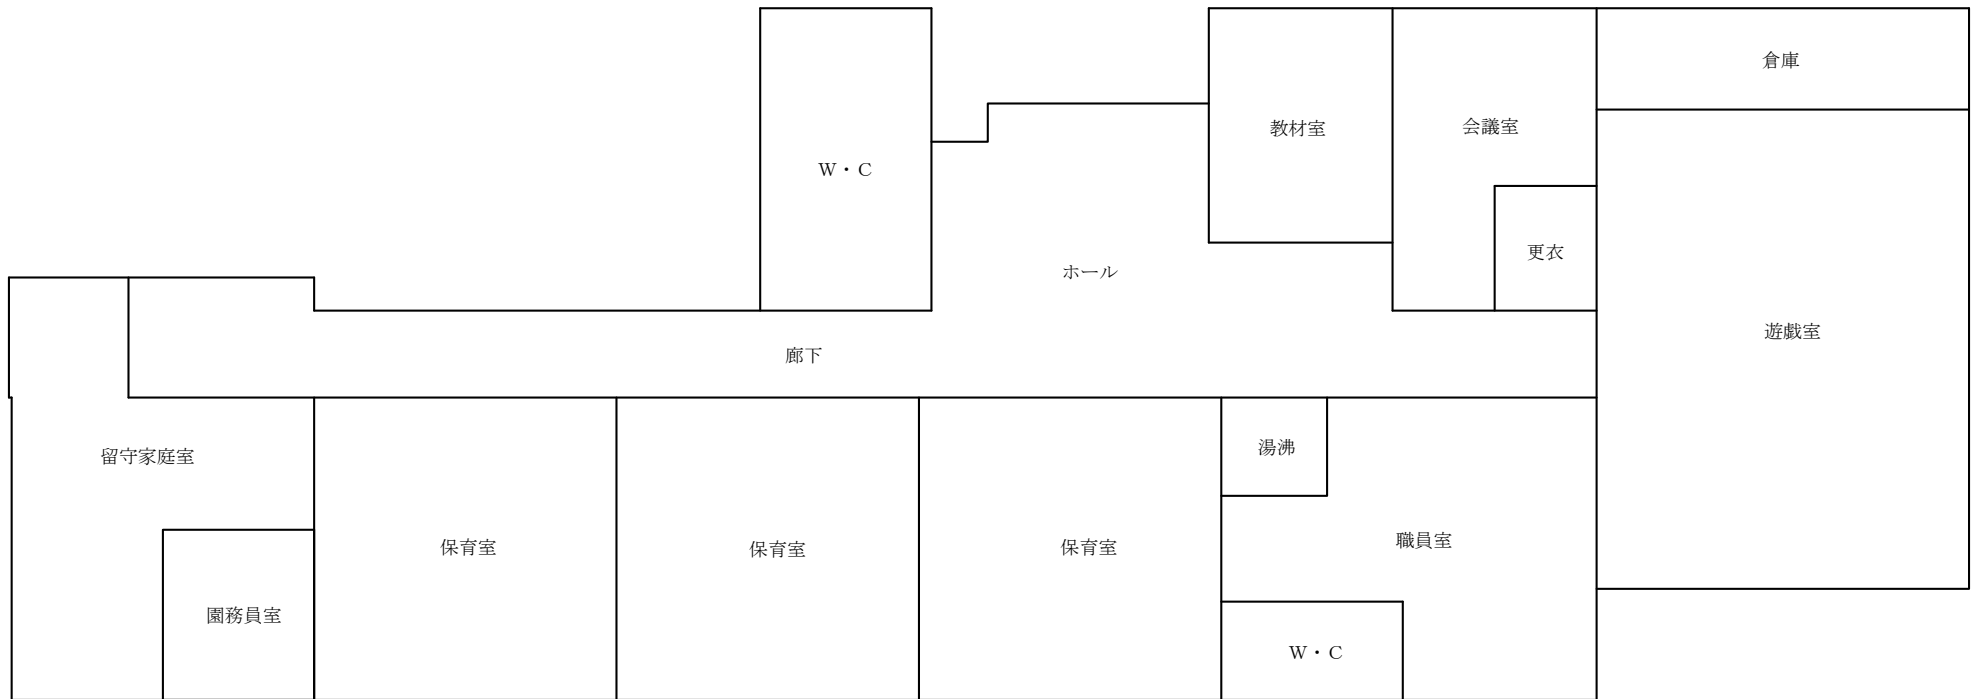 倉庫
教材室
会議室
W・C
更衣
ホール
遊戯室
廊下
留守家庭室
湯沸
保育室
保育室
保育室
職員室
園務員室
W・C